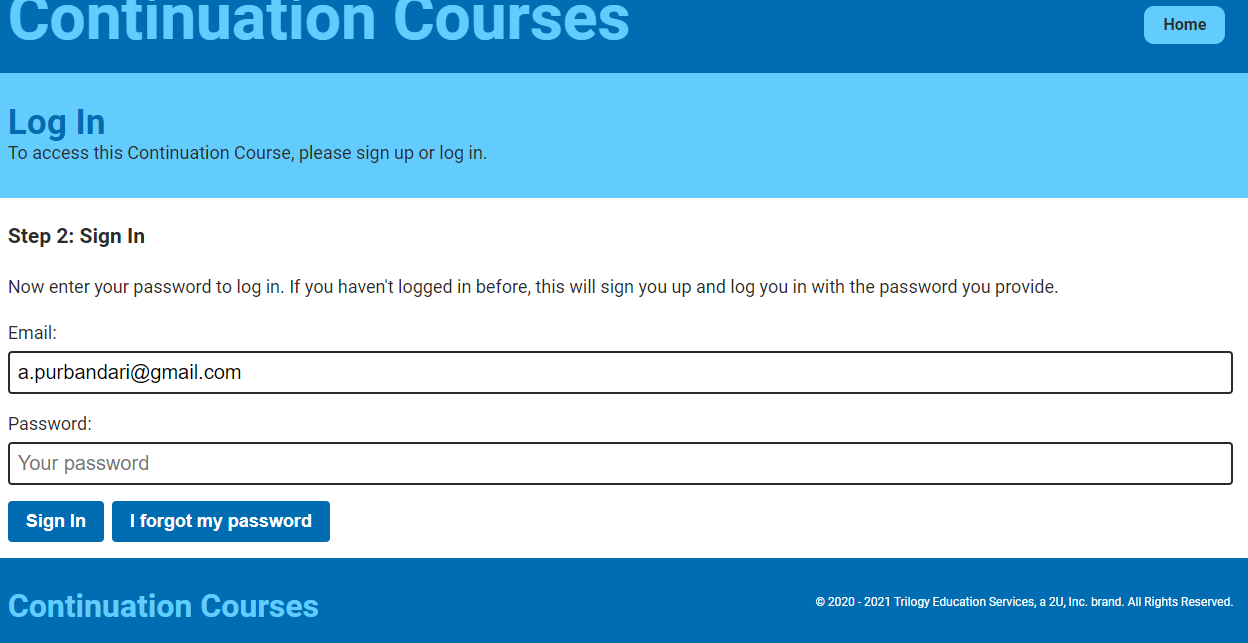 Continuation Courses
Home
Log In
To access this Continuation Course, please sign up or log in.
Step 2: Sign In
Now enter your password to log in. If you haven't logged in before, this will sign you up and log you in with the password you provide.
Email:
a.purbandari@gmail.com
Password:
Your password
Sign In
I forgot my password
Continuation Courses
© 2020 - 2021 Trilogy Education Services, a 2U, Inc. brand. All Rights Reserved.